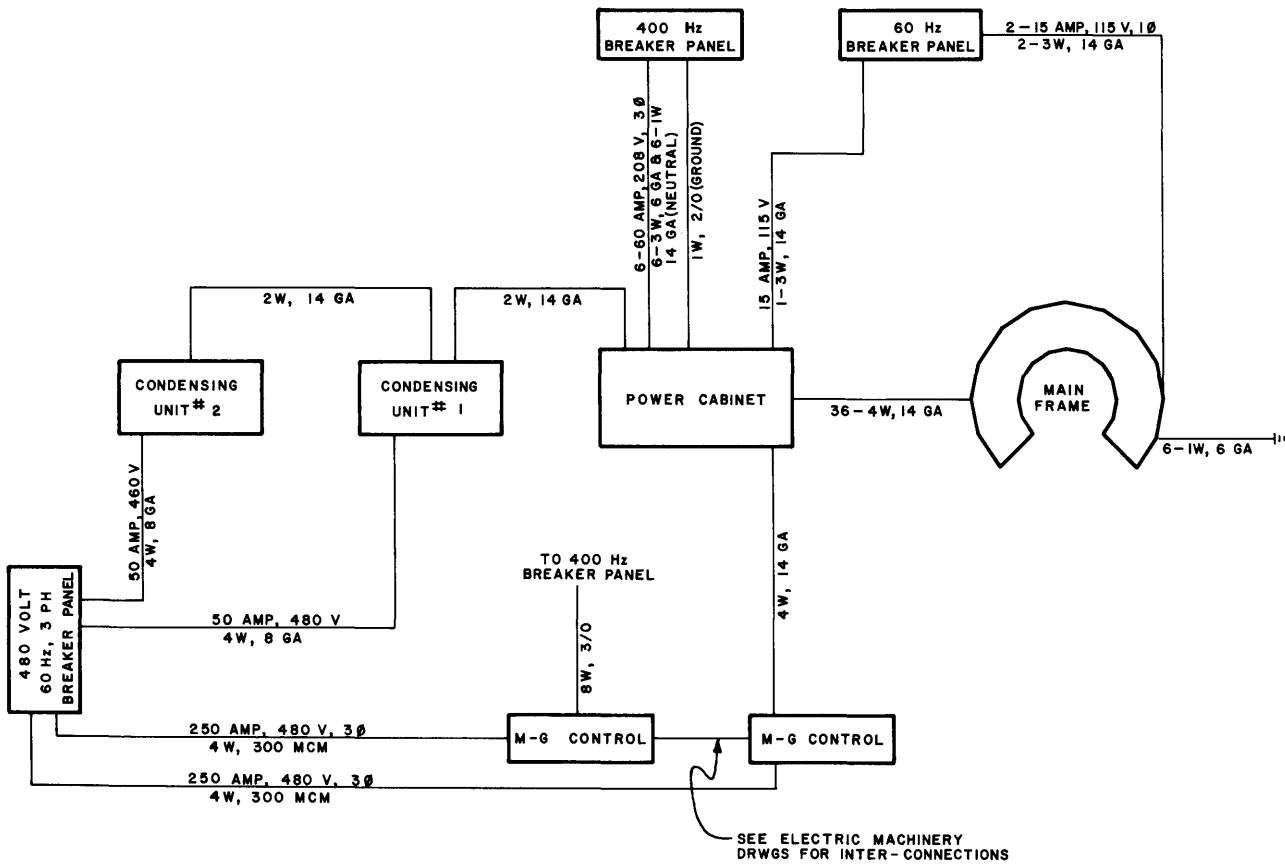 400 Hz
BREAKER PANEL
60 Hz
BREAKER PANEL
2-15 AMP, 115 V, 1Ø
2-3W, 14 GA
6-60 AMP, 208 V, 3Ø
6-3W, 6 GA & 6-1W
14 GA (NEUTRAL)
1W, 2/0 (GROUND)
15 AMP, 115 V
1-3W, 14 GA
2W, 14 GA
2W, 14 GA
CONDENSING
UNIT # 2
CONDENSING
UNIT # 1
POWER CABINET
36-4W, 14 GA
MAIN
FRAME
6-1W, 6 GA
50 AMP, 460 V
4W, 8 GA
480 VOLT
60 Hz, 3 PH
BREAKER PANEL
50 AMP, 480 V
4W, 8 GA
TO 400 Hz
BREAKER PANEL
8W, 3/0
4W, 14 GA
250 AMP, 480 V, 3Ø
4W, 300 MCM
M-G CONTROL
M-G CONTROL
250 AMP, 480 V, 3Ø
4W, 300 MCM
SEE ELECTRIC MACHINERY
DRWGS FOR INTER-CONNECTIONS